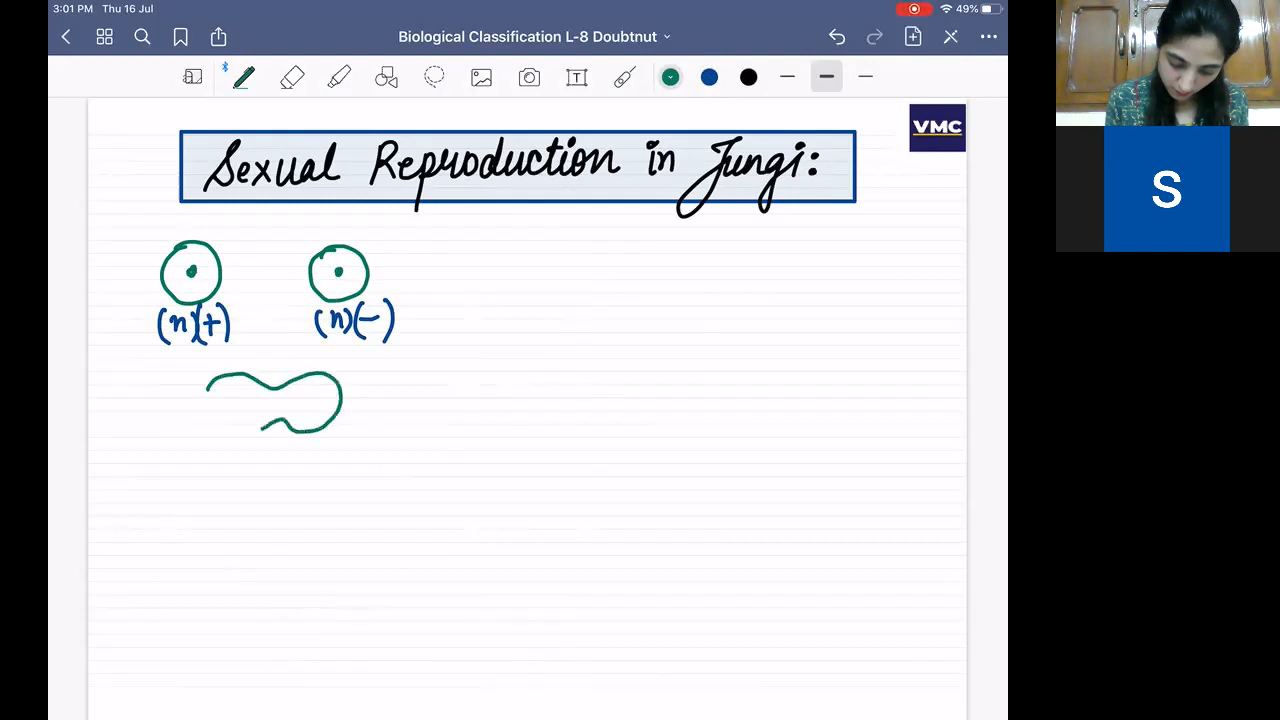 3:01 PM Thu 16 Jul
49%
Biological Classification L-8 Doubtnut
T
VMC
Sexual Reproduction in Fungi:
(n)(+) (n)(-)
S